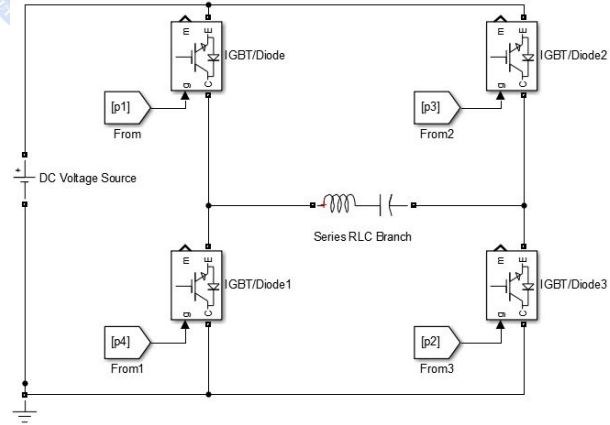 m
E
IGBT/Diode
g
C
[p1]
From
m
E
IGBT/Diode2
g
C
[p3]
From2
+
DC Voltage Source
Series RLC Branch
m
E
IGBT/Diode1
g
C
[p4]
From1
m
E
IGBT/Diode3
g
C
[p2]
From3